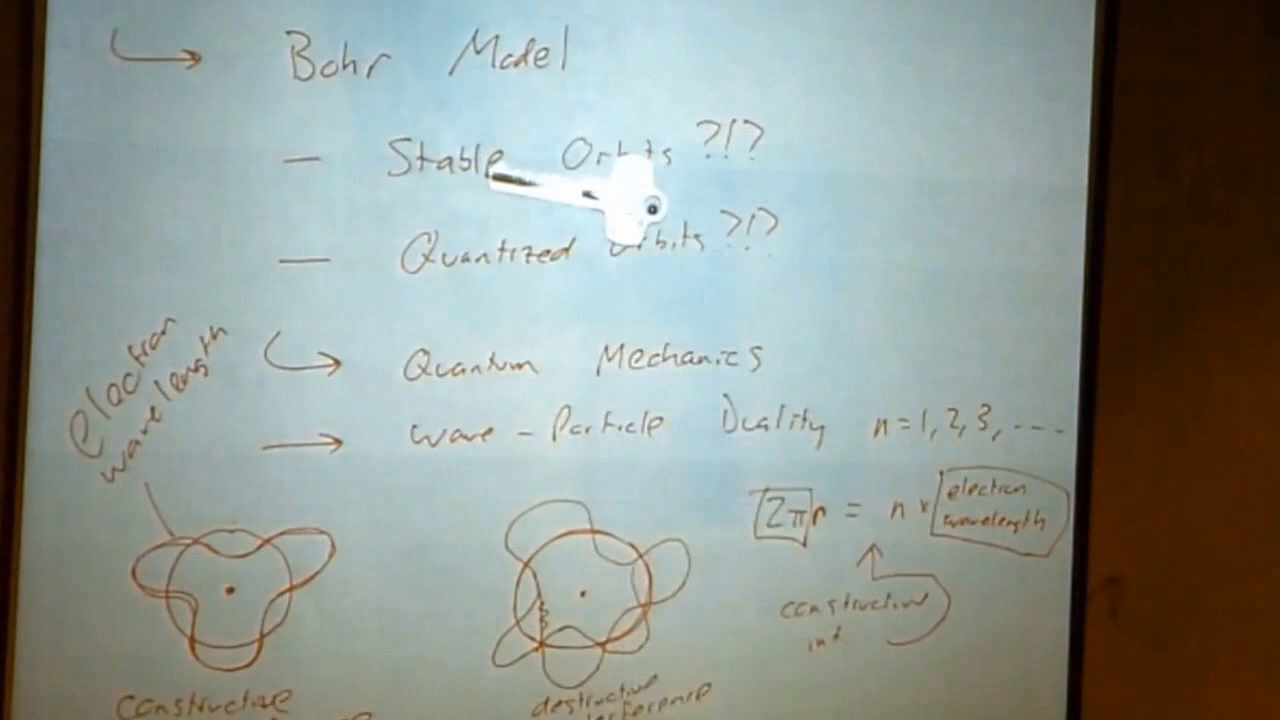 Bohr Model
— Stable Orbits ?!?
— Quantized orbits ?!?
electron
wavelength
Quantum Mechanics
wave - Particle Duality n = 1, 2, 3, ----
2πr = n × electron
wavelength
constructive
int
constructive
destructive